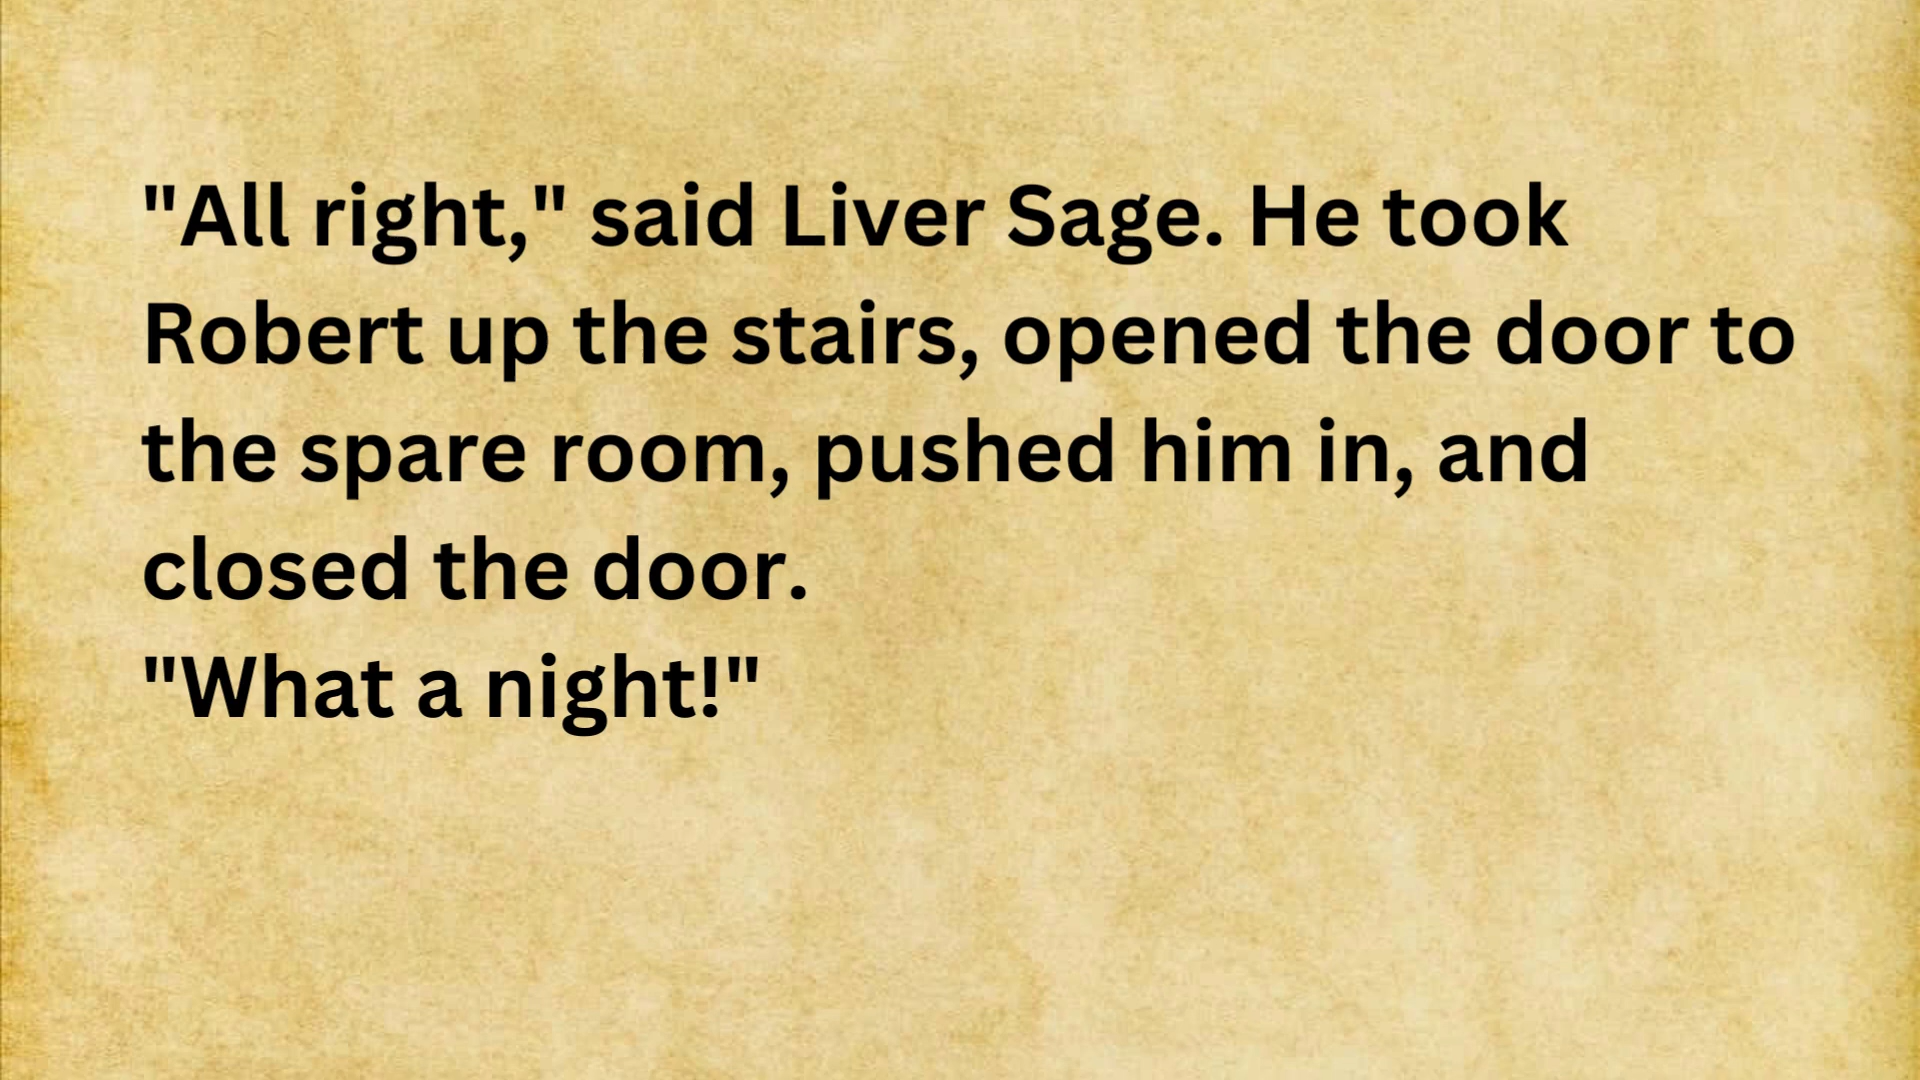 "All right," said Liver Sage. He took
Robert up the stairs, opened the door to
the spare room, pushed him in, and
closed the door.
"What a night!"